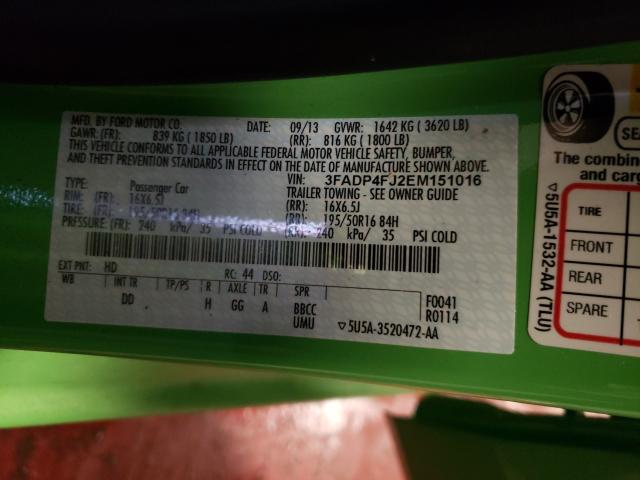 MFD. BY FORD MOTOR CO.
DATE: 09/13 GVWR: 1642 KG ( 3620 LB)
GAWR: (FR): 839 KG ( 1850 LB) (RR): 816 KG ( 1800 LB)
THIS VEHICLE CONFORMS TO ALL APPLICABLE FEDERAL MOTOR VEHICLE SAFETY, BUMPER,
AND THEFT PREVENTION STANDARDS IN EFFECT ON THE DATE OF MANUFACTURE SHOWN ABOVE.
VIN: 3FADP4FJ2EM151016
TYPE: Passenger Car TRAILER TOWING - SEE OWNER GUIDE
RIM: (FR): 16X6.5J (RR): 16X6.5J
TIRE: (FR): 195/50R16 84H (RR): 195/50R16 84H
PRESSURE: (FR): 240 kPa/ 35 PSI COLD (RR): 240 kPa/ 35 PSI COLD
EXT PNT: HD RC: 44 DSO:
WB INT TR TP/PS R AXLE TR SPR
DD H GG A BBCC
UMU
F0041
R0114
▽5U5A-3520472-AA
SE
The combin
and carg
TIRE
FRONT
REAR
SPARE
▽5U5A-1532-AA (TLU)